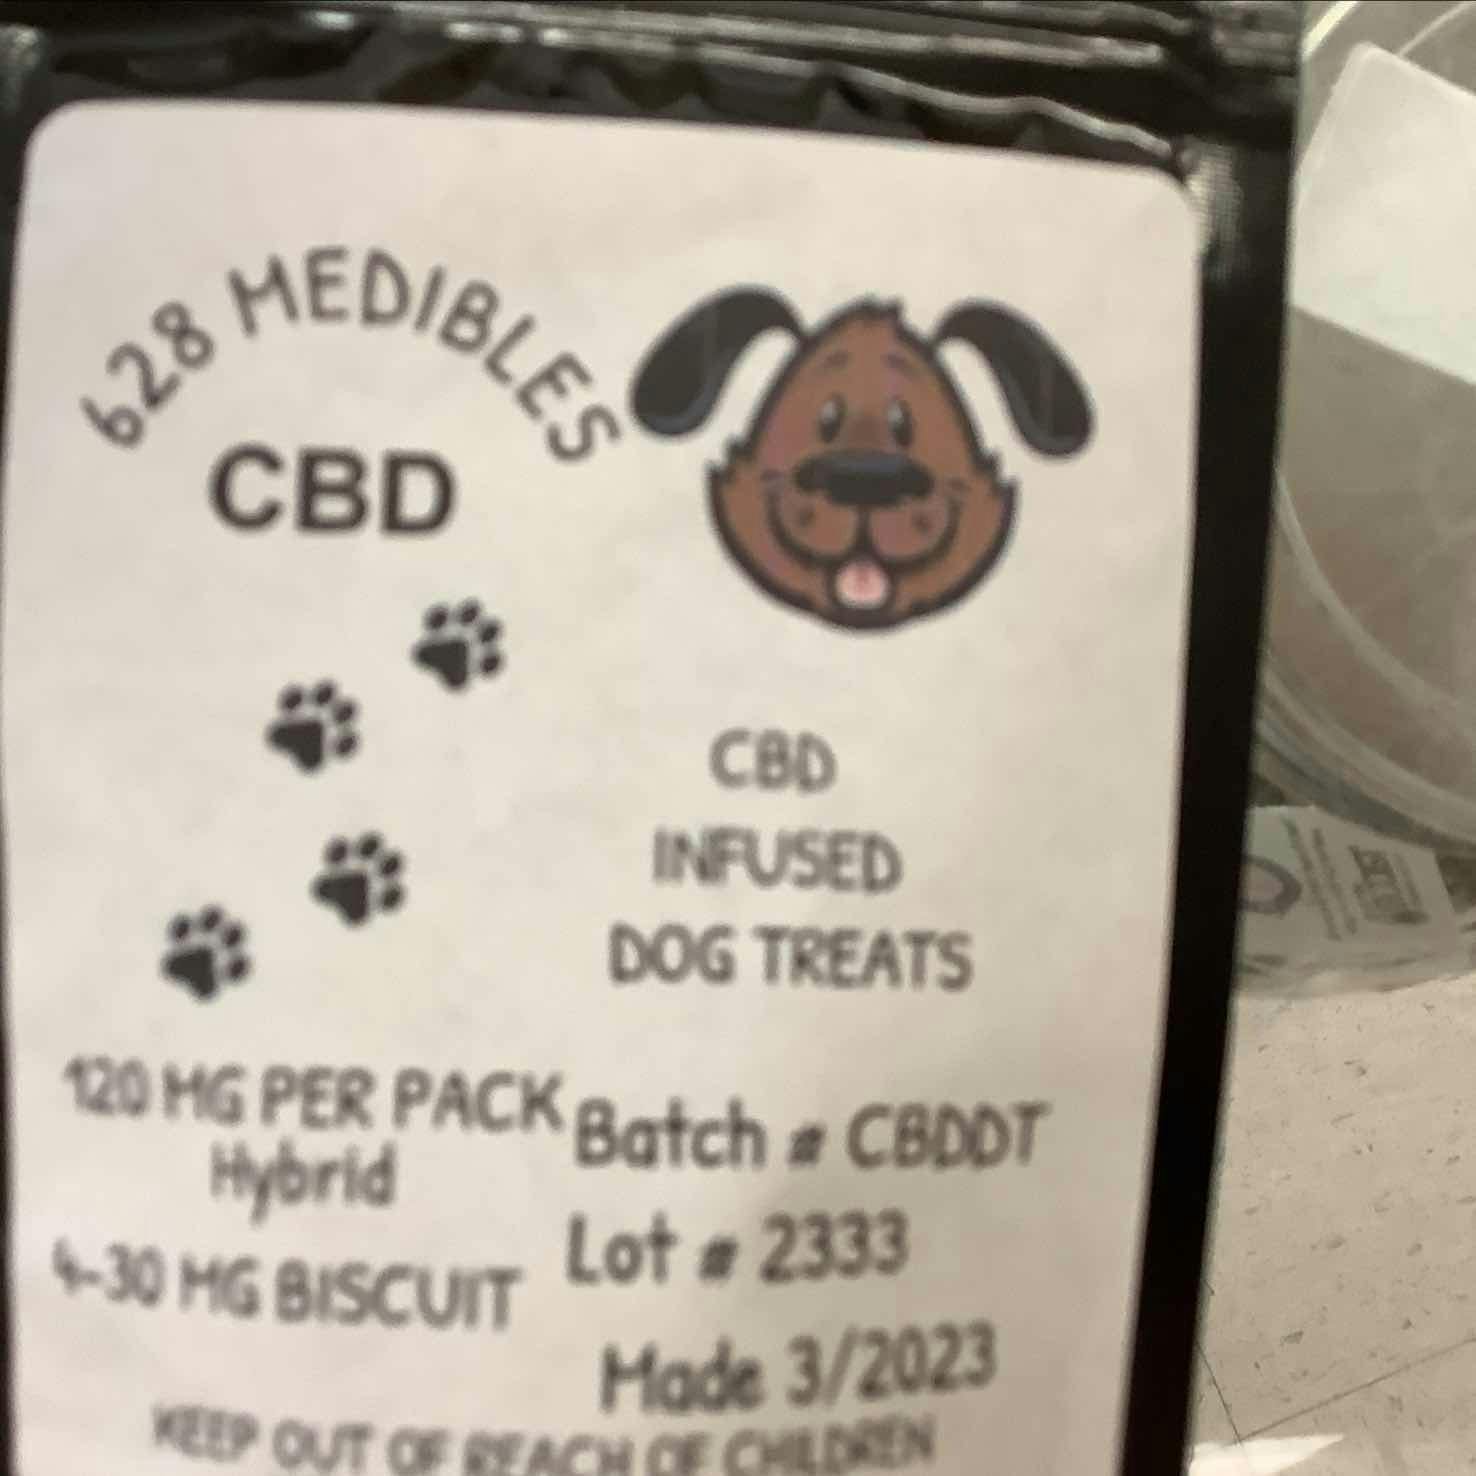 628 MEDIBLES
CBD
CBD
INFUSED
DOG TREATS
120 MG PER PACK
Hybrid
4-30 MG BISCUIT
Batch # CBDDT
Lot # 2333
Made 3/2023
KEEP OUT OF REACH OF CHILDREN